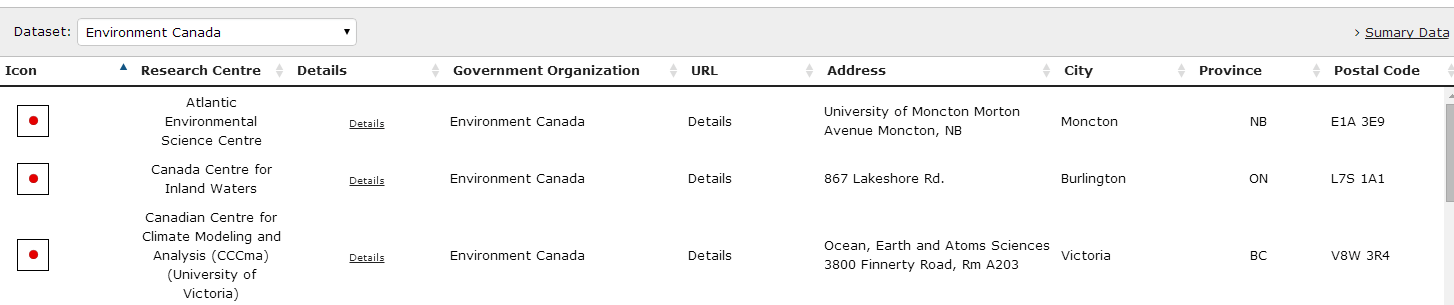 Dataset: Environment Canada
Sumary Data
Icon Research Centre Details Government Organization URL Address City Province Postal Code
Atlantic
Environmental
Science Centre
Details
Environment Canada
Details
University of Moncton Morton
Avenue Moncton, NB
Moncton
NB
E1A 3E9
Canada Centre for
Inland Waters
Details
Environment Canada
Details
867 Lakeshore Rd.
Burlington
ON
L7S 1A1
Canadian Centre for
Climate Modeling and
Analysis (CCCma)
(University of
Victoria)
Details
Environment Canada
Details
Ocean, Earth and Atoms Sciences
3800 Finnerty Road, Rm A203
Victoria
BC
V8W 3R4